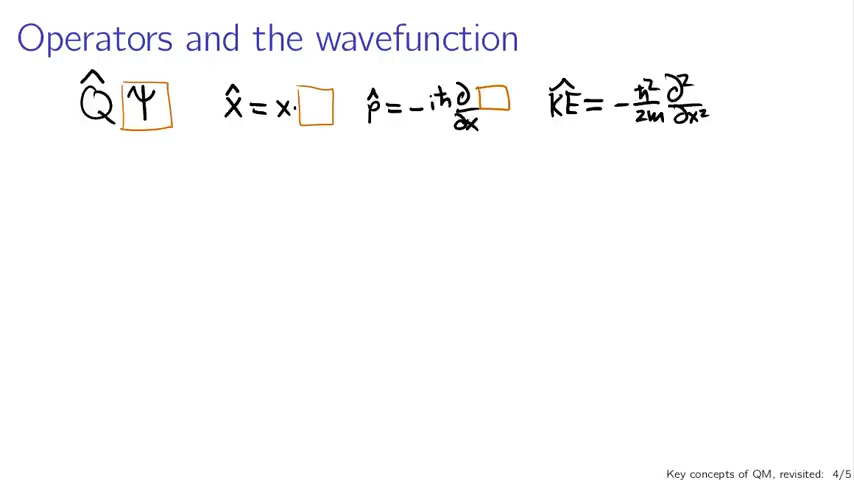 Operators and the wavefunction
Q̂ Ψ x̂ = x· p̂ = -iħ ∂/∂x K̂E = -ħ²/2m ∂²/∂x²
Key concepts of QM, revisited: 4/5